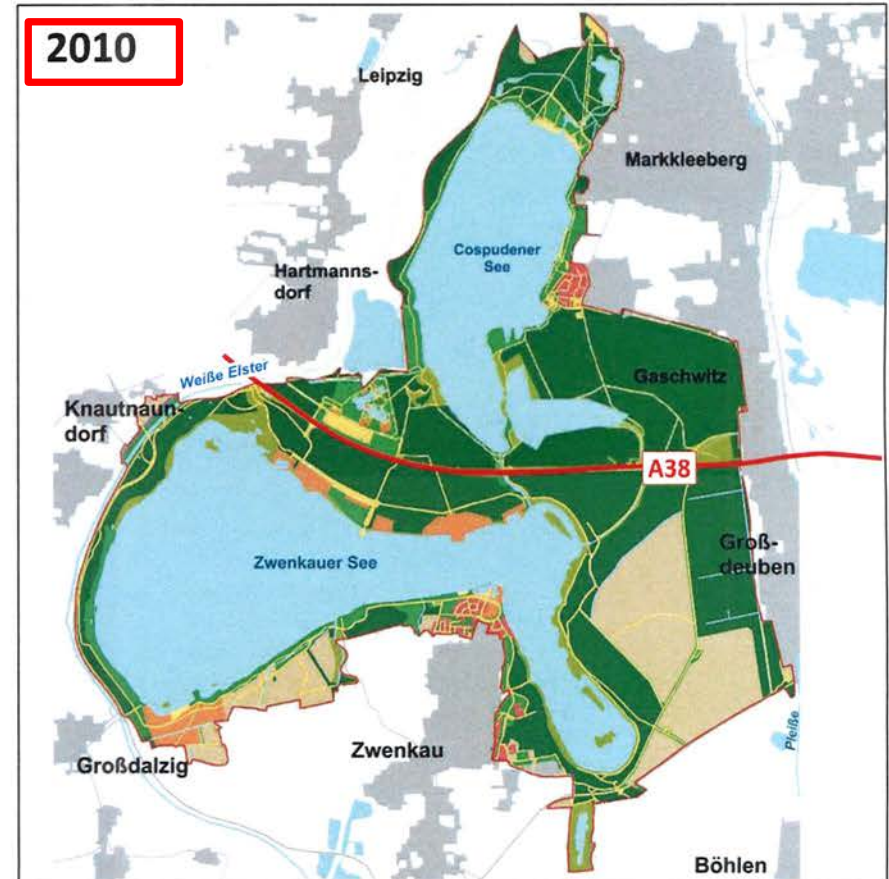 2010
Leipzig
Markkleeberg
Cospudener
See
Hartmanns-
dorf
Weiße Elster
Gaschwitz
Knautnaun-
dorf
A38
Groß-
deuben
Zwenkauer See
Pleiße
Zwenkau
Großdalzig
Böhlen